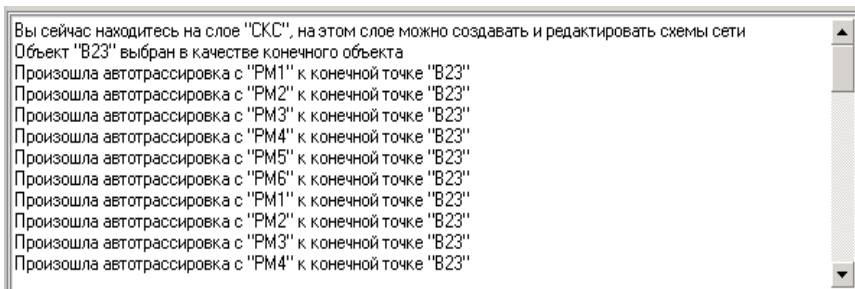 Вы сейчас находитесь на слое "СКС", на этом слое можно создавать и редактировать схемы сети
Объект "В23" выбран в качестве конечного объекта
Произошла автотрассировка с "РМ1" к конечной точке "В23"
Произошла автотрассировка с "РМ2" к конечной точке "В23"
Произошла автотрассировка с "РМ3" к конечной точке "В23"
Произошла автотрассировка с "РМ4" к конечной точке "В23"
Произошла автотрассировка с "РМ5" к конечной точке "В23"
Произошла автотрассировка с "РМ6" к конечной точке "В23"
Произошла автотрассировка с "РМ1" к конечной точке "В23"
Произошла автотрассировка с "РМ2" к конечной точке "В23"
Произошла автотрассировка с "РМ3" к конечной точке "В23"
Произошла автотрассировка с "РМ4" к конечной точке "В23"